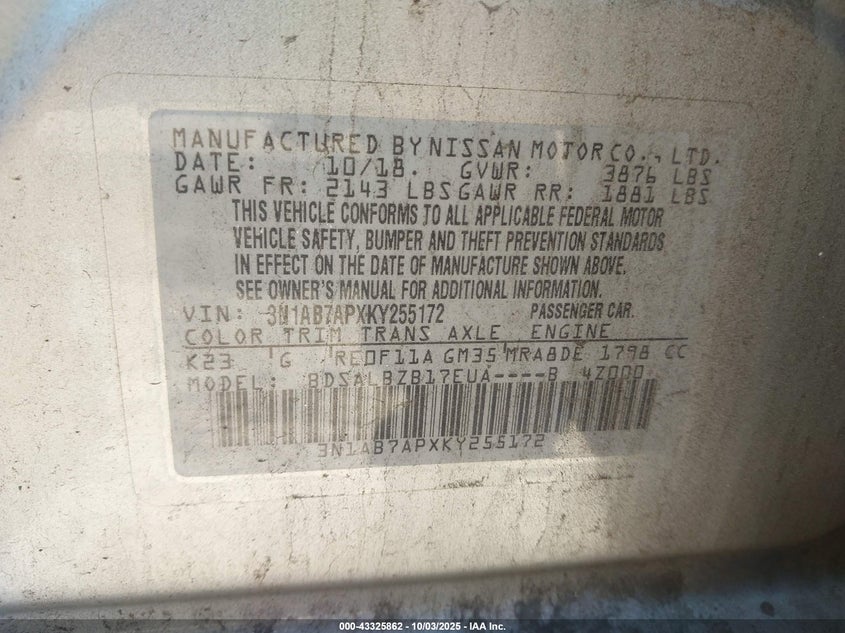 MANUFACTURED BY NISSAN MOTOR CO., LTD.
DATE: 10/18. GVWR: 3876 LBS
GAWR FR: 2143 LBS GAWR RR: 1881 LBS
THIS VEHICLE CONFORMS TO ALL APPLICABLE FEDERAL MOTOR
VEHICLE SAFETY, BUMPER AND THEFT PREVENTION STANDARDS
IN EFFECT ON THE DATE OF MANUFACTURE SHOWN ABOVE.
SEE OWNER'S MANUAL FOR ADDITIONAL INFORMATION.
VIN: 3N1AB7APXKY255172 PASSENGER CAR.
COLOR TRIM TRANS AXLE ENGINE
K23 G RE0F11A GM35 MRA8DE 1798 CC
MODEL: BDSALBZB17EUA----B 4Z000
3N1AB7APXKY255172
000-43325862 - 10/03/2025 - IAA Inc.